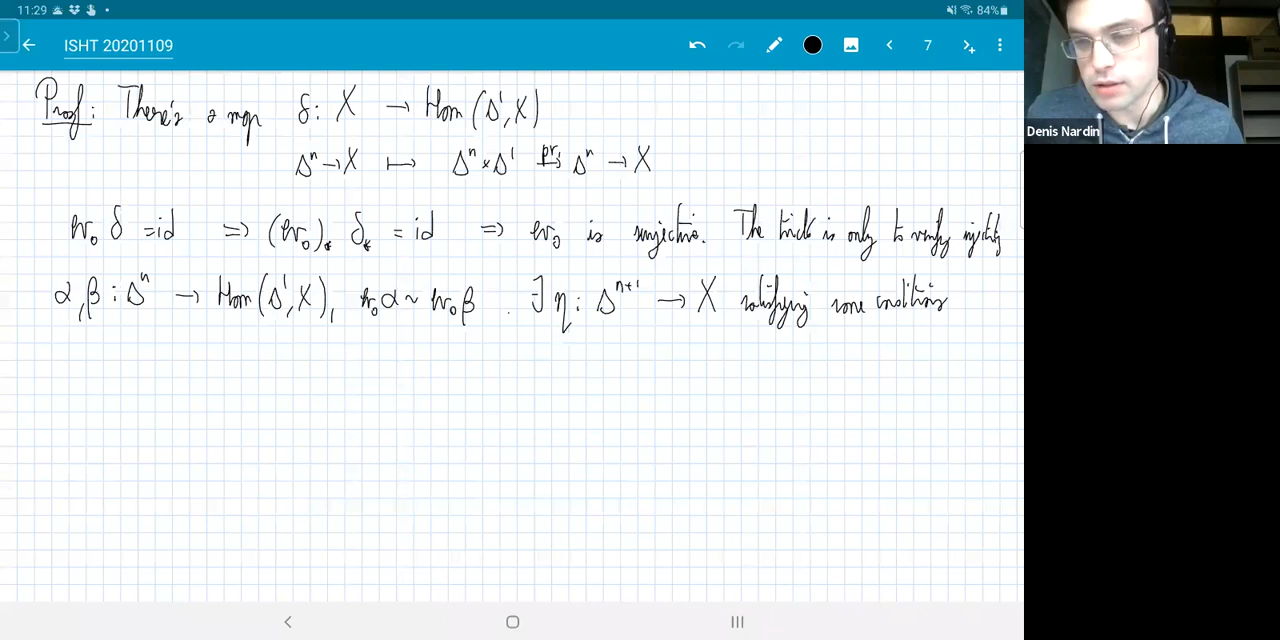 11:29 84%
ISHT 20201109 7
Denis Nardin
Proof: There's a map δ: X → Hom(Δ¹, X)
Δⁿ → X ⟼ Δⁿ × Δ¹ →^{pr₁} Δⁿ → X
ev₀ δ = id ⟹ (ev₀)_* δ_* = id ⟹ ev₀ is surjective. The trick is only to verify injectivity
α, β : Δⁿ → Hom(Δ¹, X), ev₀α ~ ev₀β. ∃ η: Δⁿ⁺¹ → X satisfying some conditions